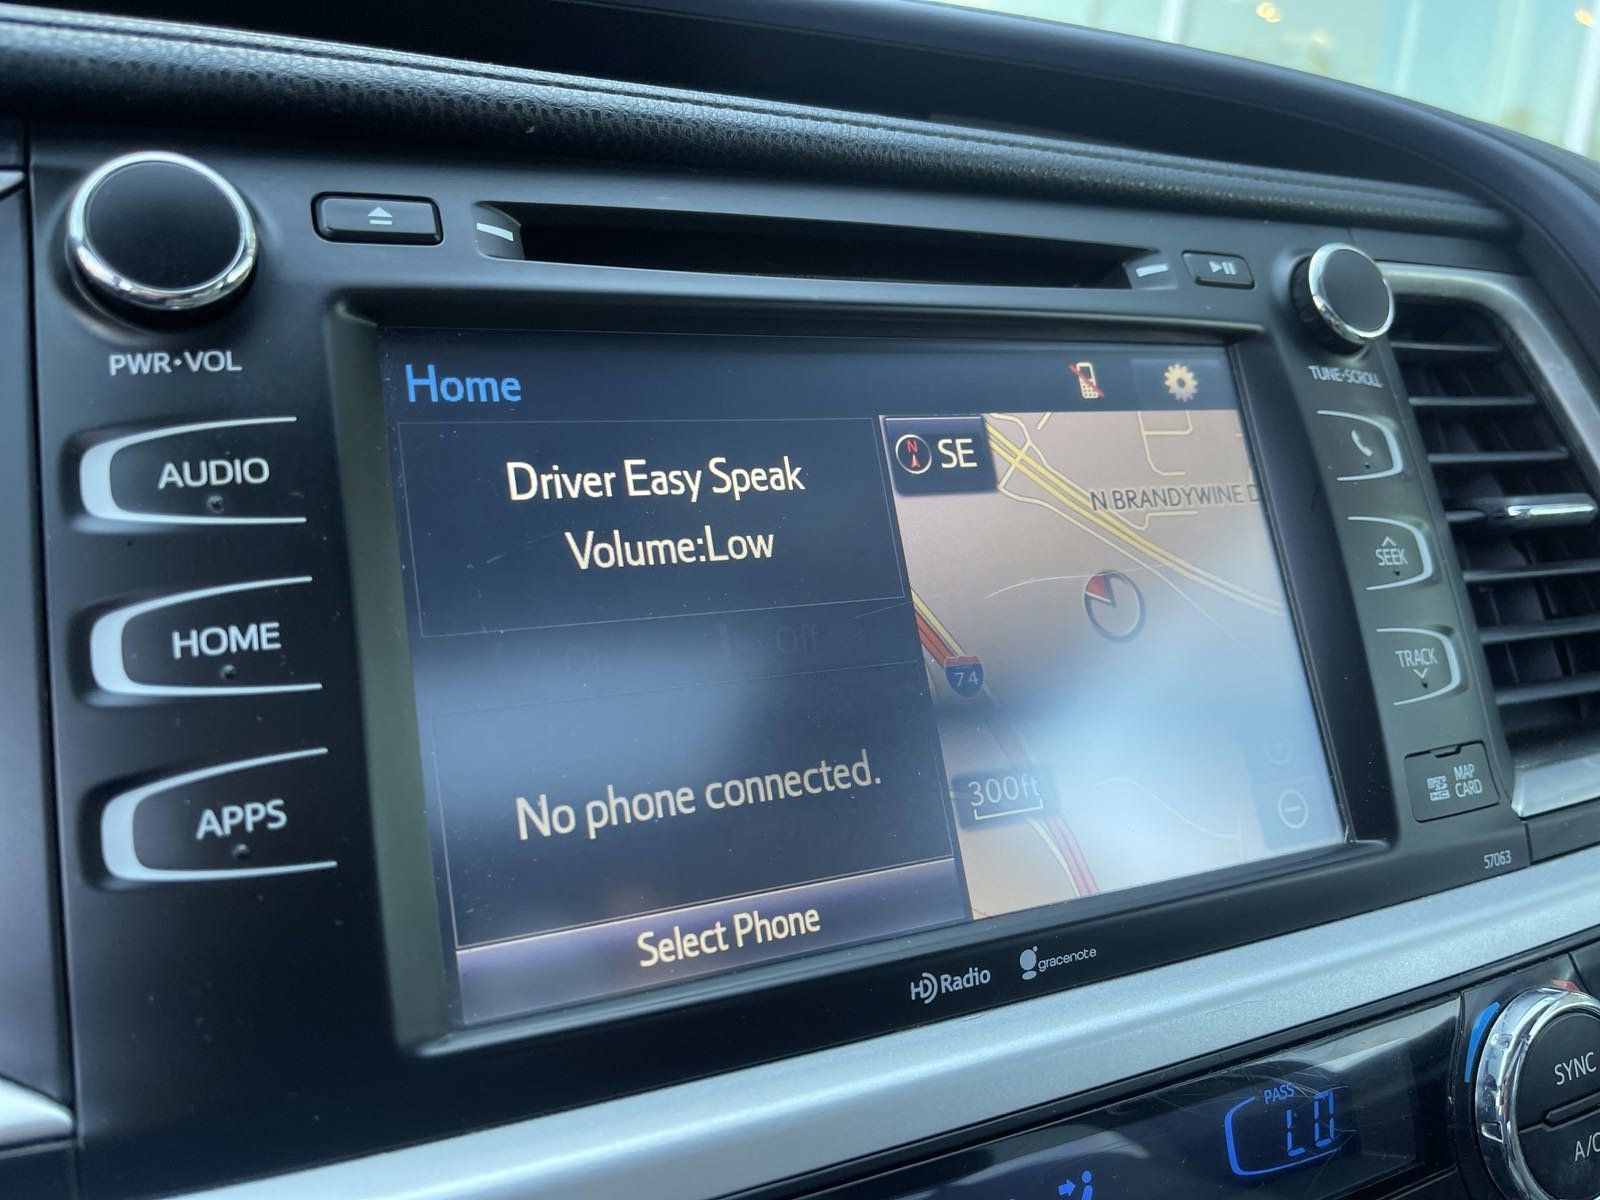 PWR•VOL
AUDIO
HOME
APPS
Home
Driver Easy Speak
Volume:Low
Off
No phone connected.
Select Phone
N
SE
N BRANDYWINE D
74
300ft
TUNE•SCROLL
SEEK
TRACK
MAP
CARD
57063
HD Radio
gracenote
PASS
LO
SYNC
A/C